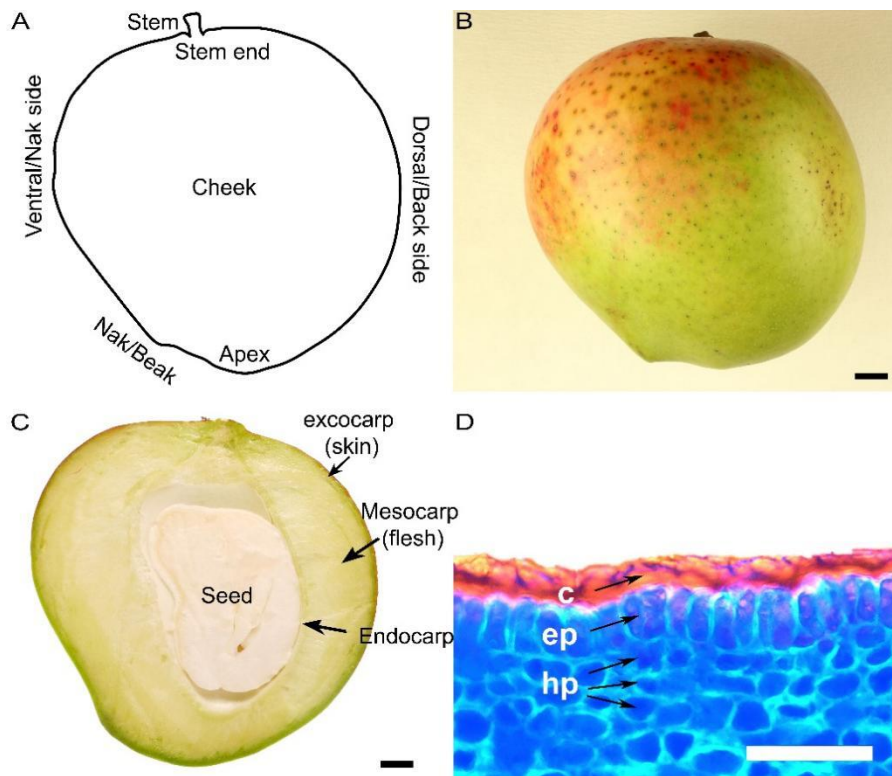 A
Stem
Stem end
Ventral/Nak side
Cheek
Dorsal/Back side
Nak/Beak
Apex
B
C
excocarp
(skin)
Mesocarp
(flesh)
Seed
Endocarp
D
c
ep
hp